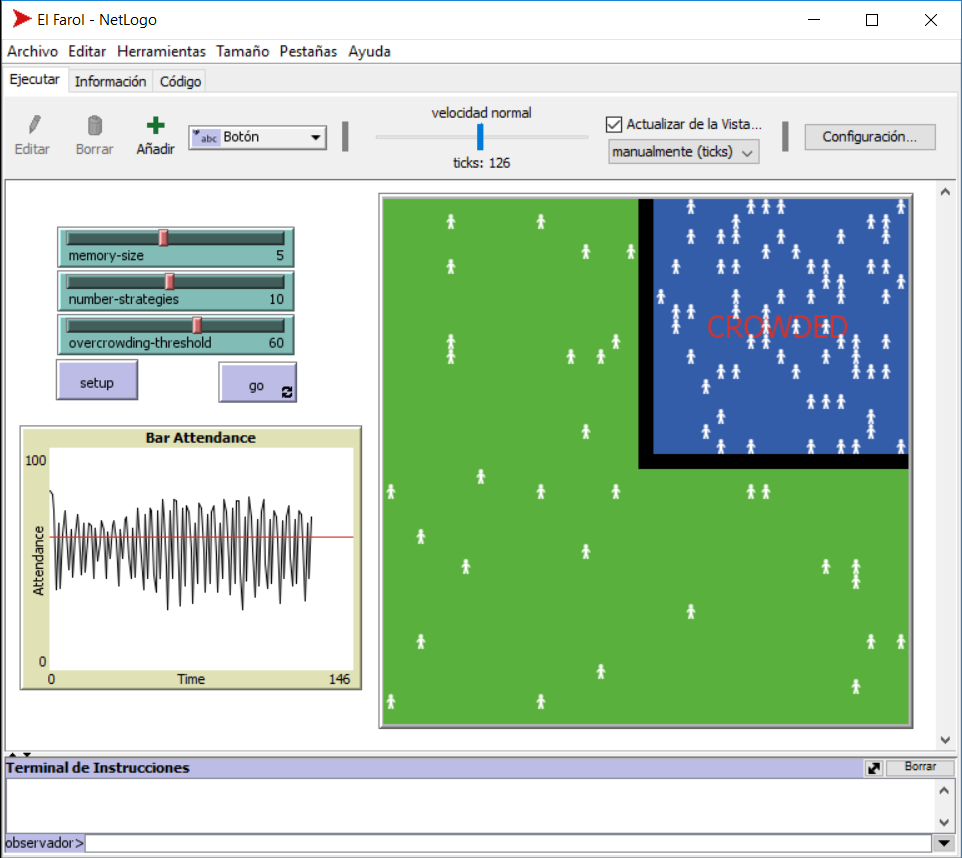 El Farol - NetLogo
Archivo Editar Herramientas Tamaño Pestañas Ayuda
Ejecutar Información Código
velocidad normal
Editar Borrar Añadir abc Botón
ticks: 126
Actualizar de la Vista...
manualmente (ticks)
Configuración...
memory-size 5
number-strategies 10
overcrowding-threshold 60
setup go
Bar Attendance
100
Attendance
0
0 Time 146
CROWDED
Terminal de Instrucciones Borrar
observador>